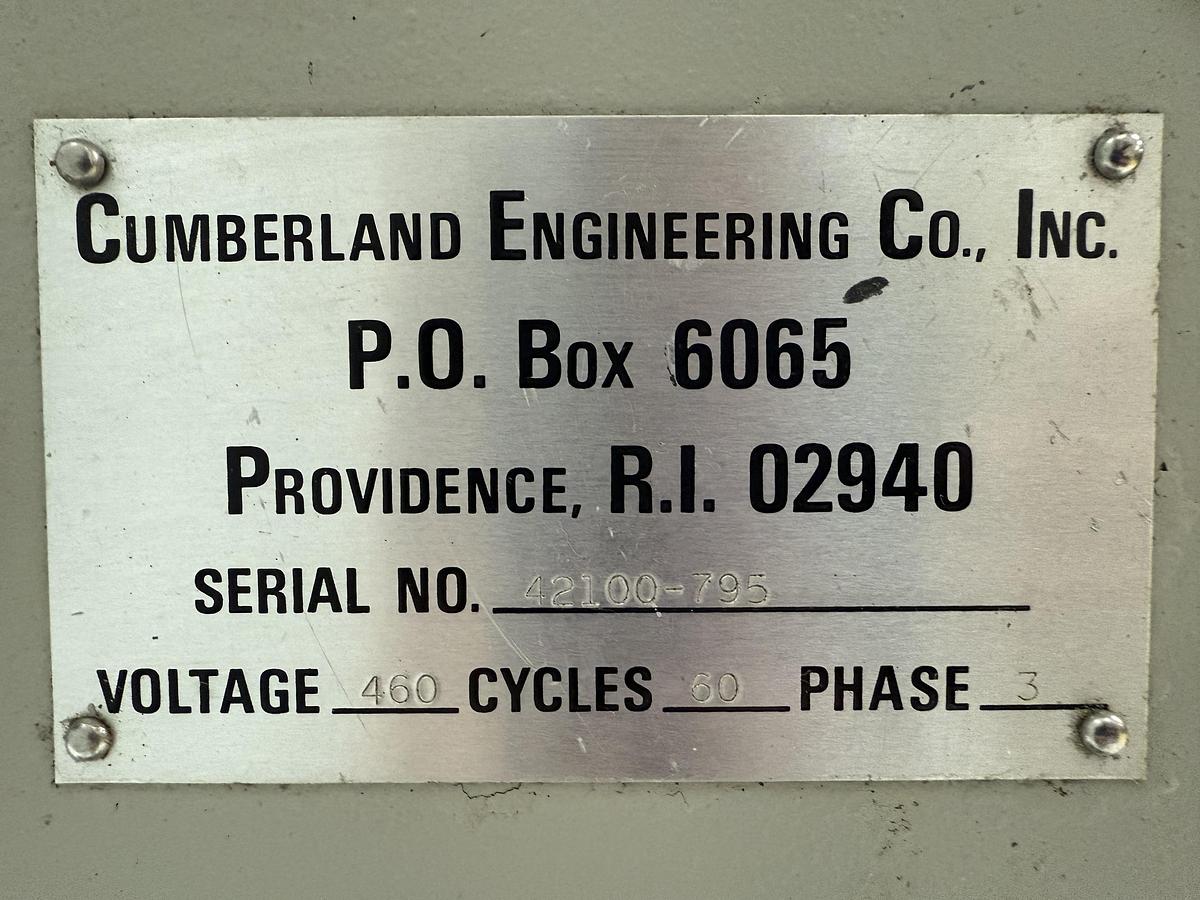 CUMBERLAND ENGINEERING CO., INC.
P.O. BOX 6065
PROVIDENCE, R.I. 02940
SERIAL NO. 42100-795
VOLTAGE 460 CYCLES 60 PHASE 3